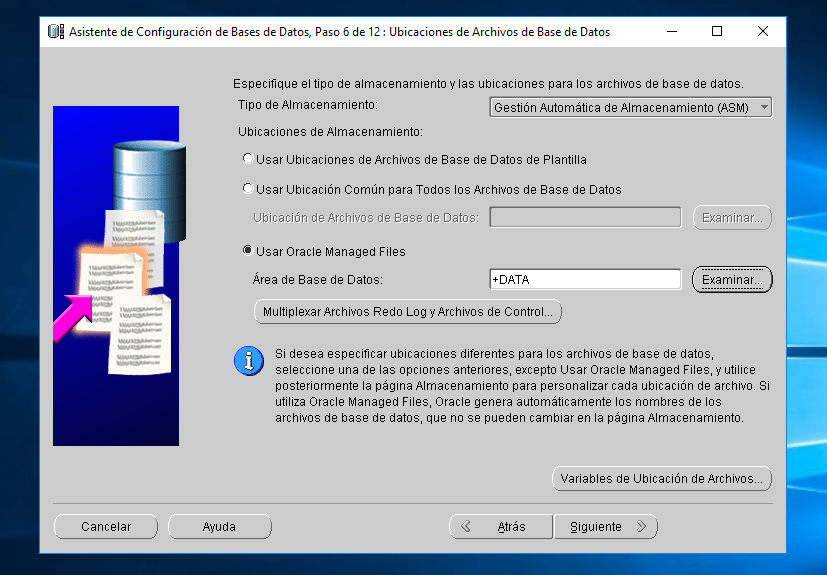 Asistente de Configuración de Bases de Datos, Paso 6 de 12 : Ubicaciones de Archivos de Base de Datos
Especifique el tipo de almacenamiento y las ubicaciones para los archivos de base de datos.
Tipo de Almacenamiento:
Gestión Automática de Almacenamiento (ASM)
Ubicaciones de Almacenamiento:
Usar Ubicaciones de Archivos de Base de Datos de Plantilla
Usar Ubicación Común para Todos los Archivos de Base de Datos
Ubicación de Archivos de Base de Datos:
Examinar...
Usar Oracle Managed Files
Área de Base de Datos:
+DATA
Examinar...
Multiplexar Archivos Redo Log y Archivos de Control...
Si desea especificar ubicaciones diferentes para los archivos de base de datos,
seleccione una de las opciones anteriores, excepto Usar Oracle Managed Files, y utilice
posteriormente la página Almacenamiento para personalizar cada ubicación de archivo. Si
utiliza Oracle Managed Files, Oracle genera automáticamente los nombres de los
archivos de base de datos, que no se pueden cambiar en la página Almacenamiento.
Variables de Ubicación de Archivos...
Cancelar
Ayuda
Atrás
Siguiente